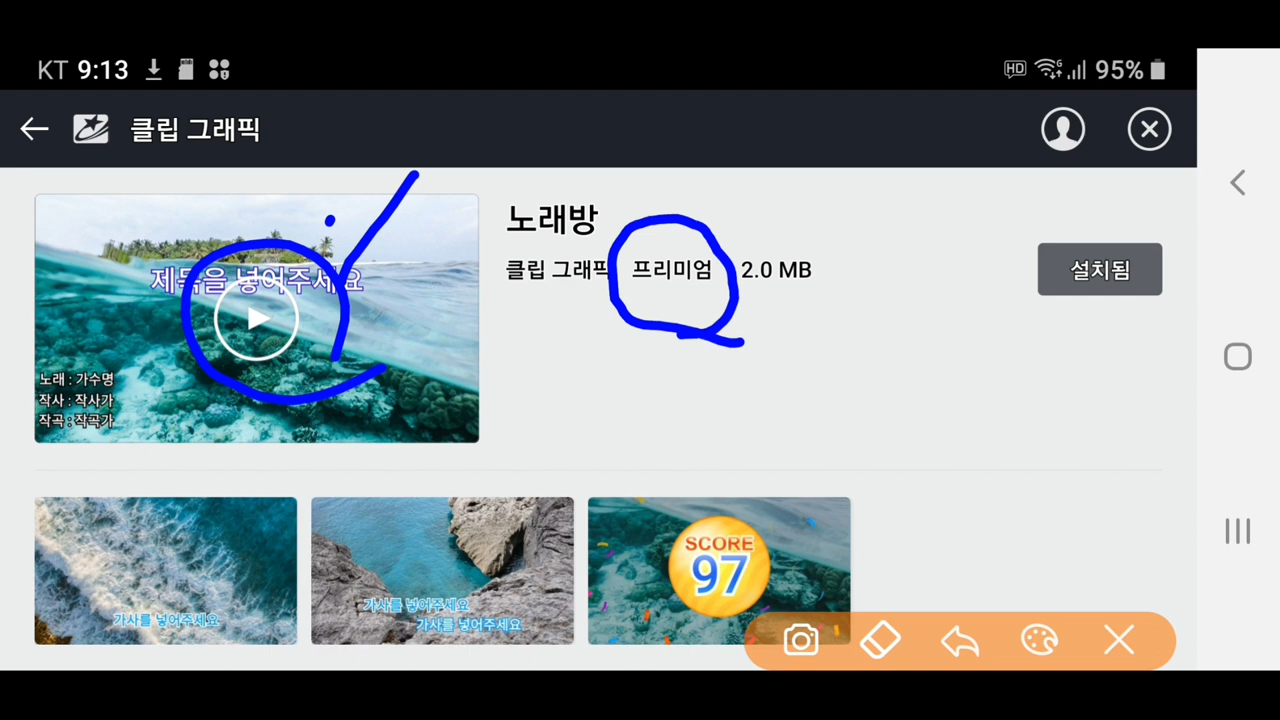 KT 9:13
HD 95%
클립 그래픽
제목을 넣어주세요
노래 : 가수명
작사 : 작사가
작곡 : 작곡가
노래방
클립 그래픽 프리미엄 2.0 MB
설치됨
가사를 넣어주세요
가사를 넣어주세요
가사를 넣어주세요
SCORE
97